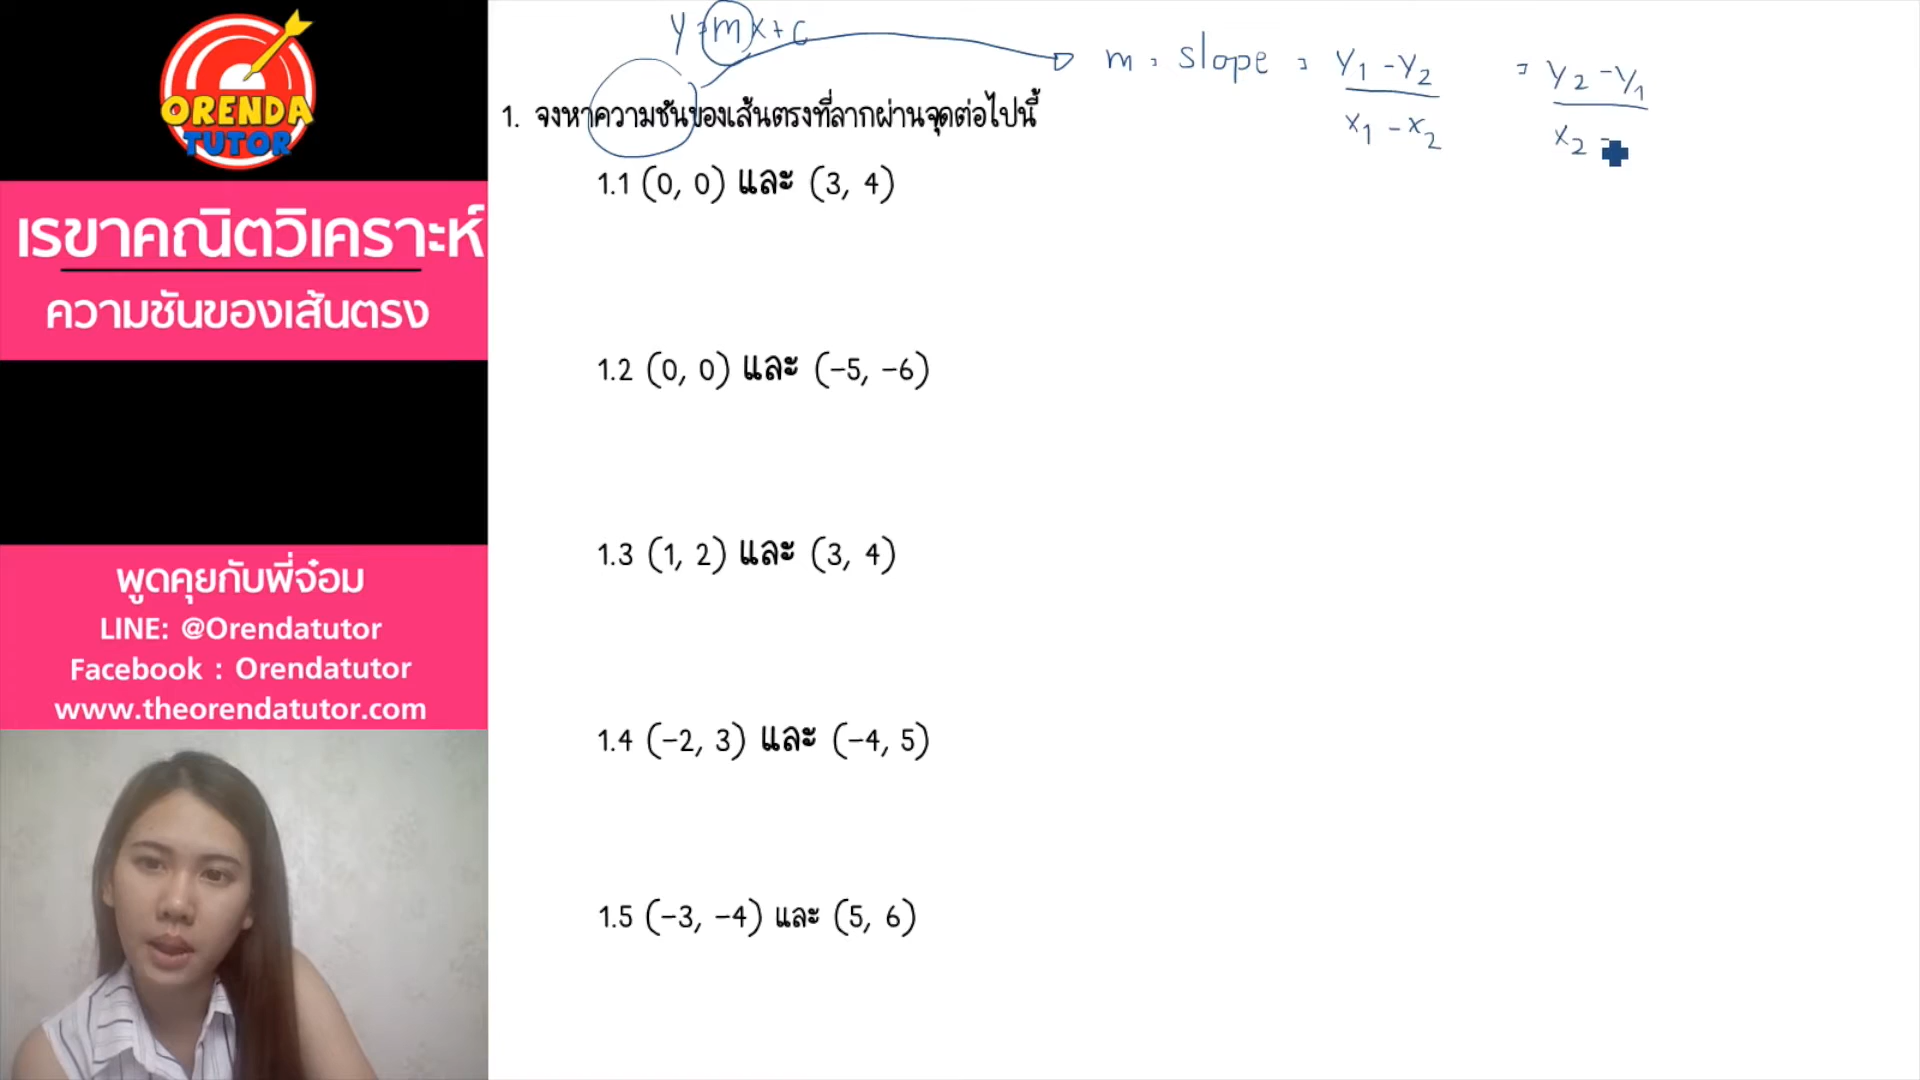 ORENDA
TUTOR
เรขาคณิตวิเคราะห์
ความชันของเส้นตรง
พูดคุยกับพี่จ๋อม
LINE: @Orendatutor
Facebook : Orendatutor
www.theorendatutor.com
y = mx + c
m = slope = y₁ - y₂ / x₁ - x₂ = y₂ - y₁ / x₂ -
1. จงหาความชันของเส้นตรงที่ลากผ่านจุดต่อไปนี้
1.1 (0, 0) และ (3, 4)
1.2 (0, 0) และ (-5, -6)
1.3 (1, 2) และ (3, 4)
1.4 (-2, 3) และ (-4, 5)
1.5 (-3, -4) และ (5, 6)